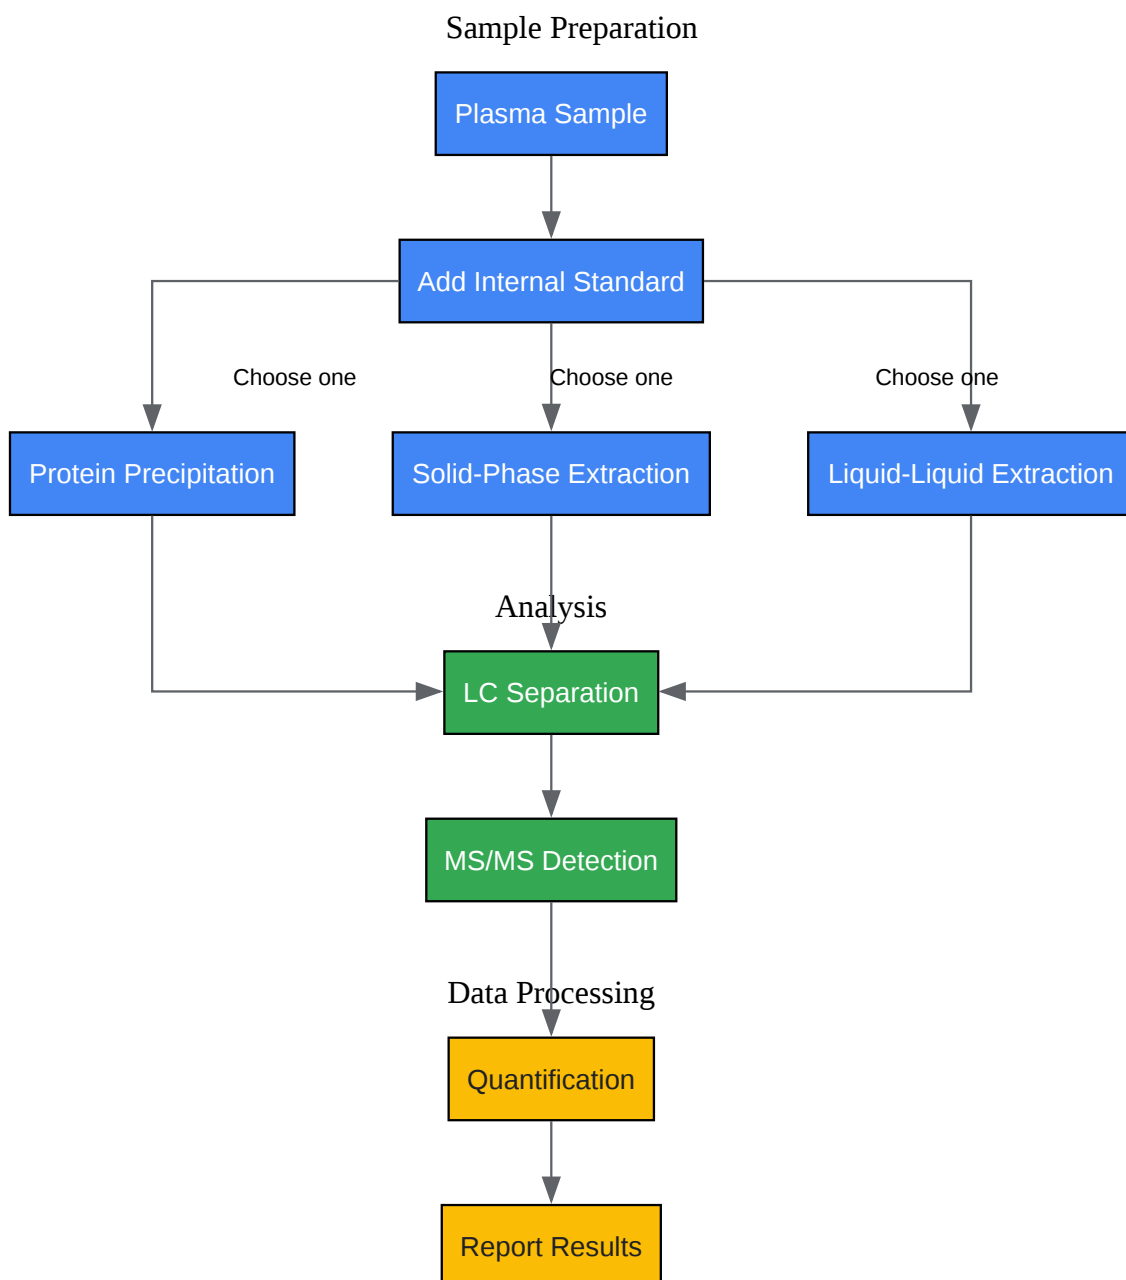 Sample Preparation
Plasma Sample
Add Internal Standard
Choose one
Choose one
Choose one
Protein Precipitation
Solid-Phase Extraction
Liquid-Liquid Extraction
Analysis
LC Separation
MS/MS Detection
Data Processing
Quantification
Report Results